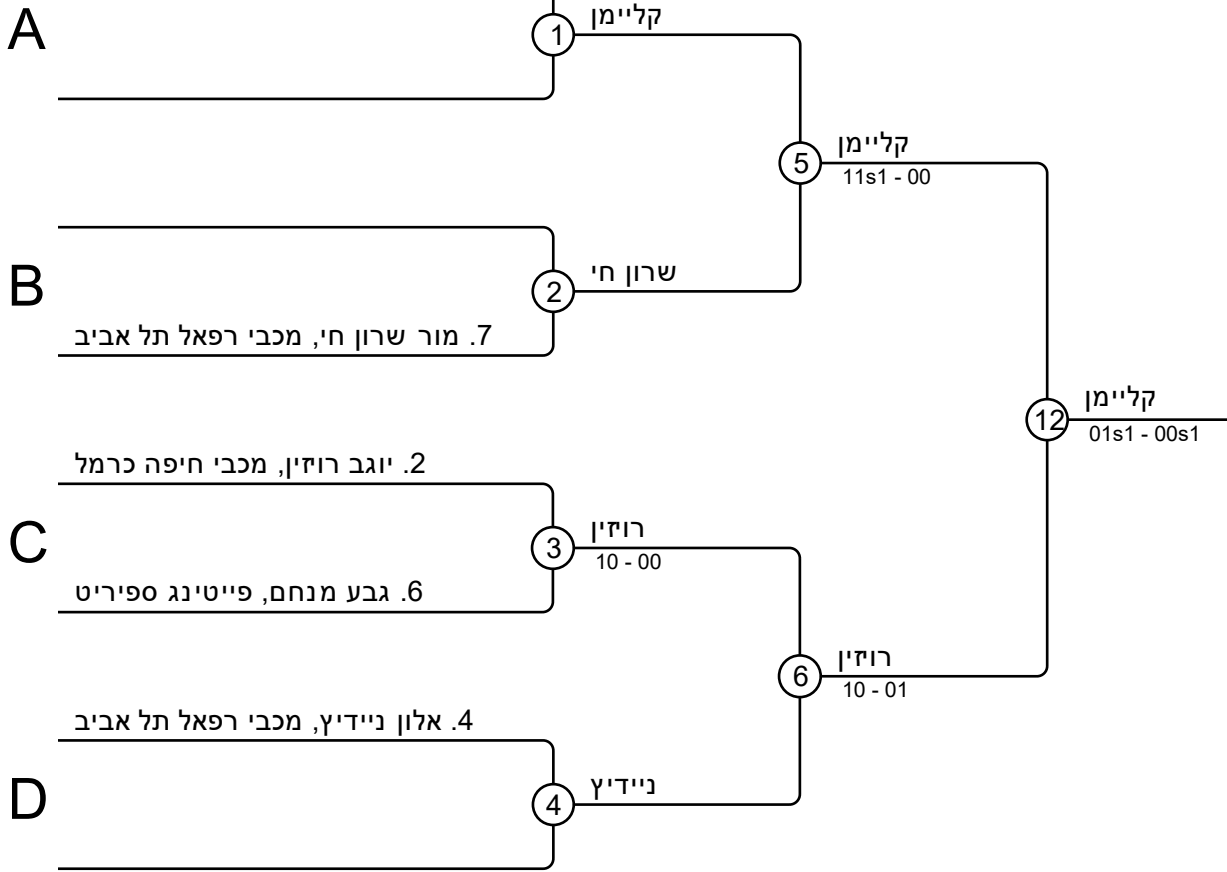 A
1
קליימן
5
קליימן
11s1 - 00
B
2
שרון חי
7. מור שרון חי, מכבי רפאל תל אביב
12
קליימן
01s1 - 00s1
2. יוגב רויזין, מכבי חיפה כרמל
C
3
רויזין
10 - 00
6. גבע מנחם, פייטינג ספיריט
6
רויזין
10 - 01
4. אלון ניידיץ, מכבי רפאל תל אביב
D
4
ניידיץ